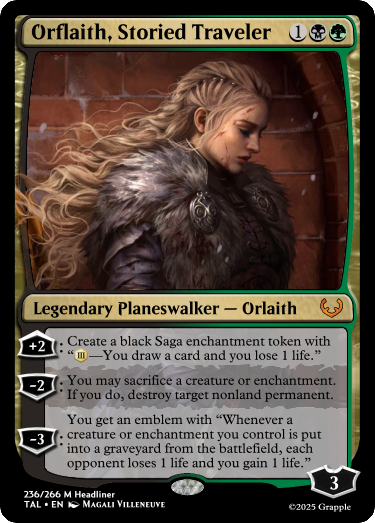 Orflaith, Storied Traveler 1
Legendary Planeswalker — Orlaith
+2: Create a black Saga enchantment token with
“III—You draw a card and you lose 1 life.”
-2: You may sacrifice a creature or enchantment.
If you do, destroy target nonland permanent.
-3: You get an emblem with “Whenever a
creature or enchantment you control is put
into a graveyard from the battlefield, each
opponent loses 1 life and you gain 1 life.”
3
236/266 M Headliner
TAL • EN Magali Villeneuve
©2025 Grapple